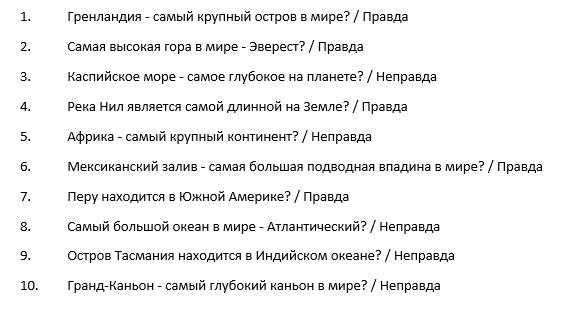 1. Гренландия - самый крупный остров в мире? / Правда
2. Самая высокая гора в мире - Эверест? / Правда
3. Каспийское море - самое глубокое на планете? / Неправда
4. Река Нил является самой длинной на Земле? / Правда
5. Африка - самый крупный континент? / Неправда
6. Мексиканский залив - самая большая подводная впадина в мире? / Правда
7. Перу находится в Южной Америке? / Правда
8. Самый большой океан в мире - Атлантический? / Неправда
9. Остров Тасмания находится в Индийском океане? / Неправда
10. Гранд-Каньон - самый глубокий каньон в мире? / Неправда